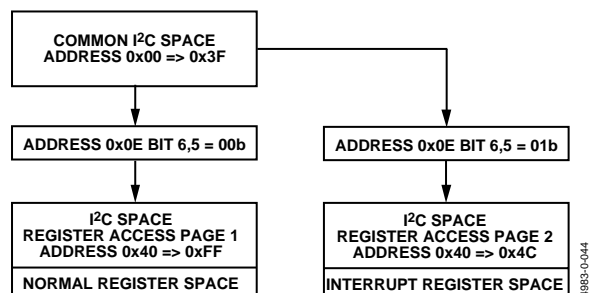 COMMON I2C SPACE
ADDRESS 0x00 => 0x3F
ADDRESS 0x0E BIT 6,5 = 00b
ADDRESS 0x0E BIT 6,5 = 01b
I2C SPACE
REGISTER ACCESS PAGE 1
ADDRESS 0x40 => 0xFF
NORMAL REGISTER SPACE
I2C SPACE
REGISTER ACCESS PAGE 2
ADDRESS 0x40 => 0x4C
INTERRUPT REGISTER SPACE